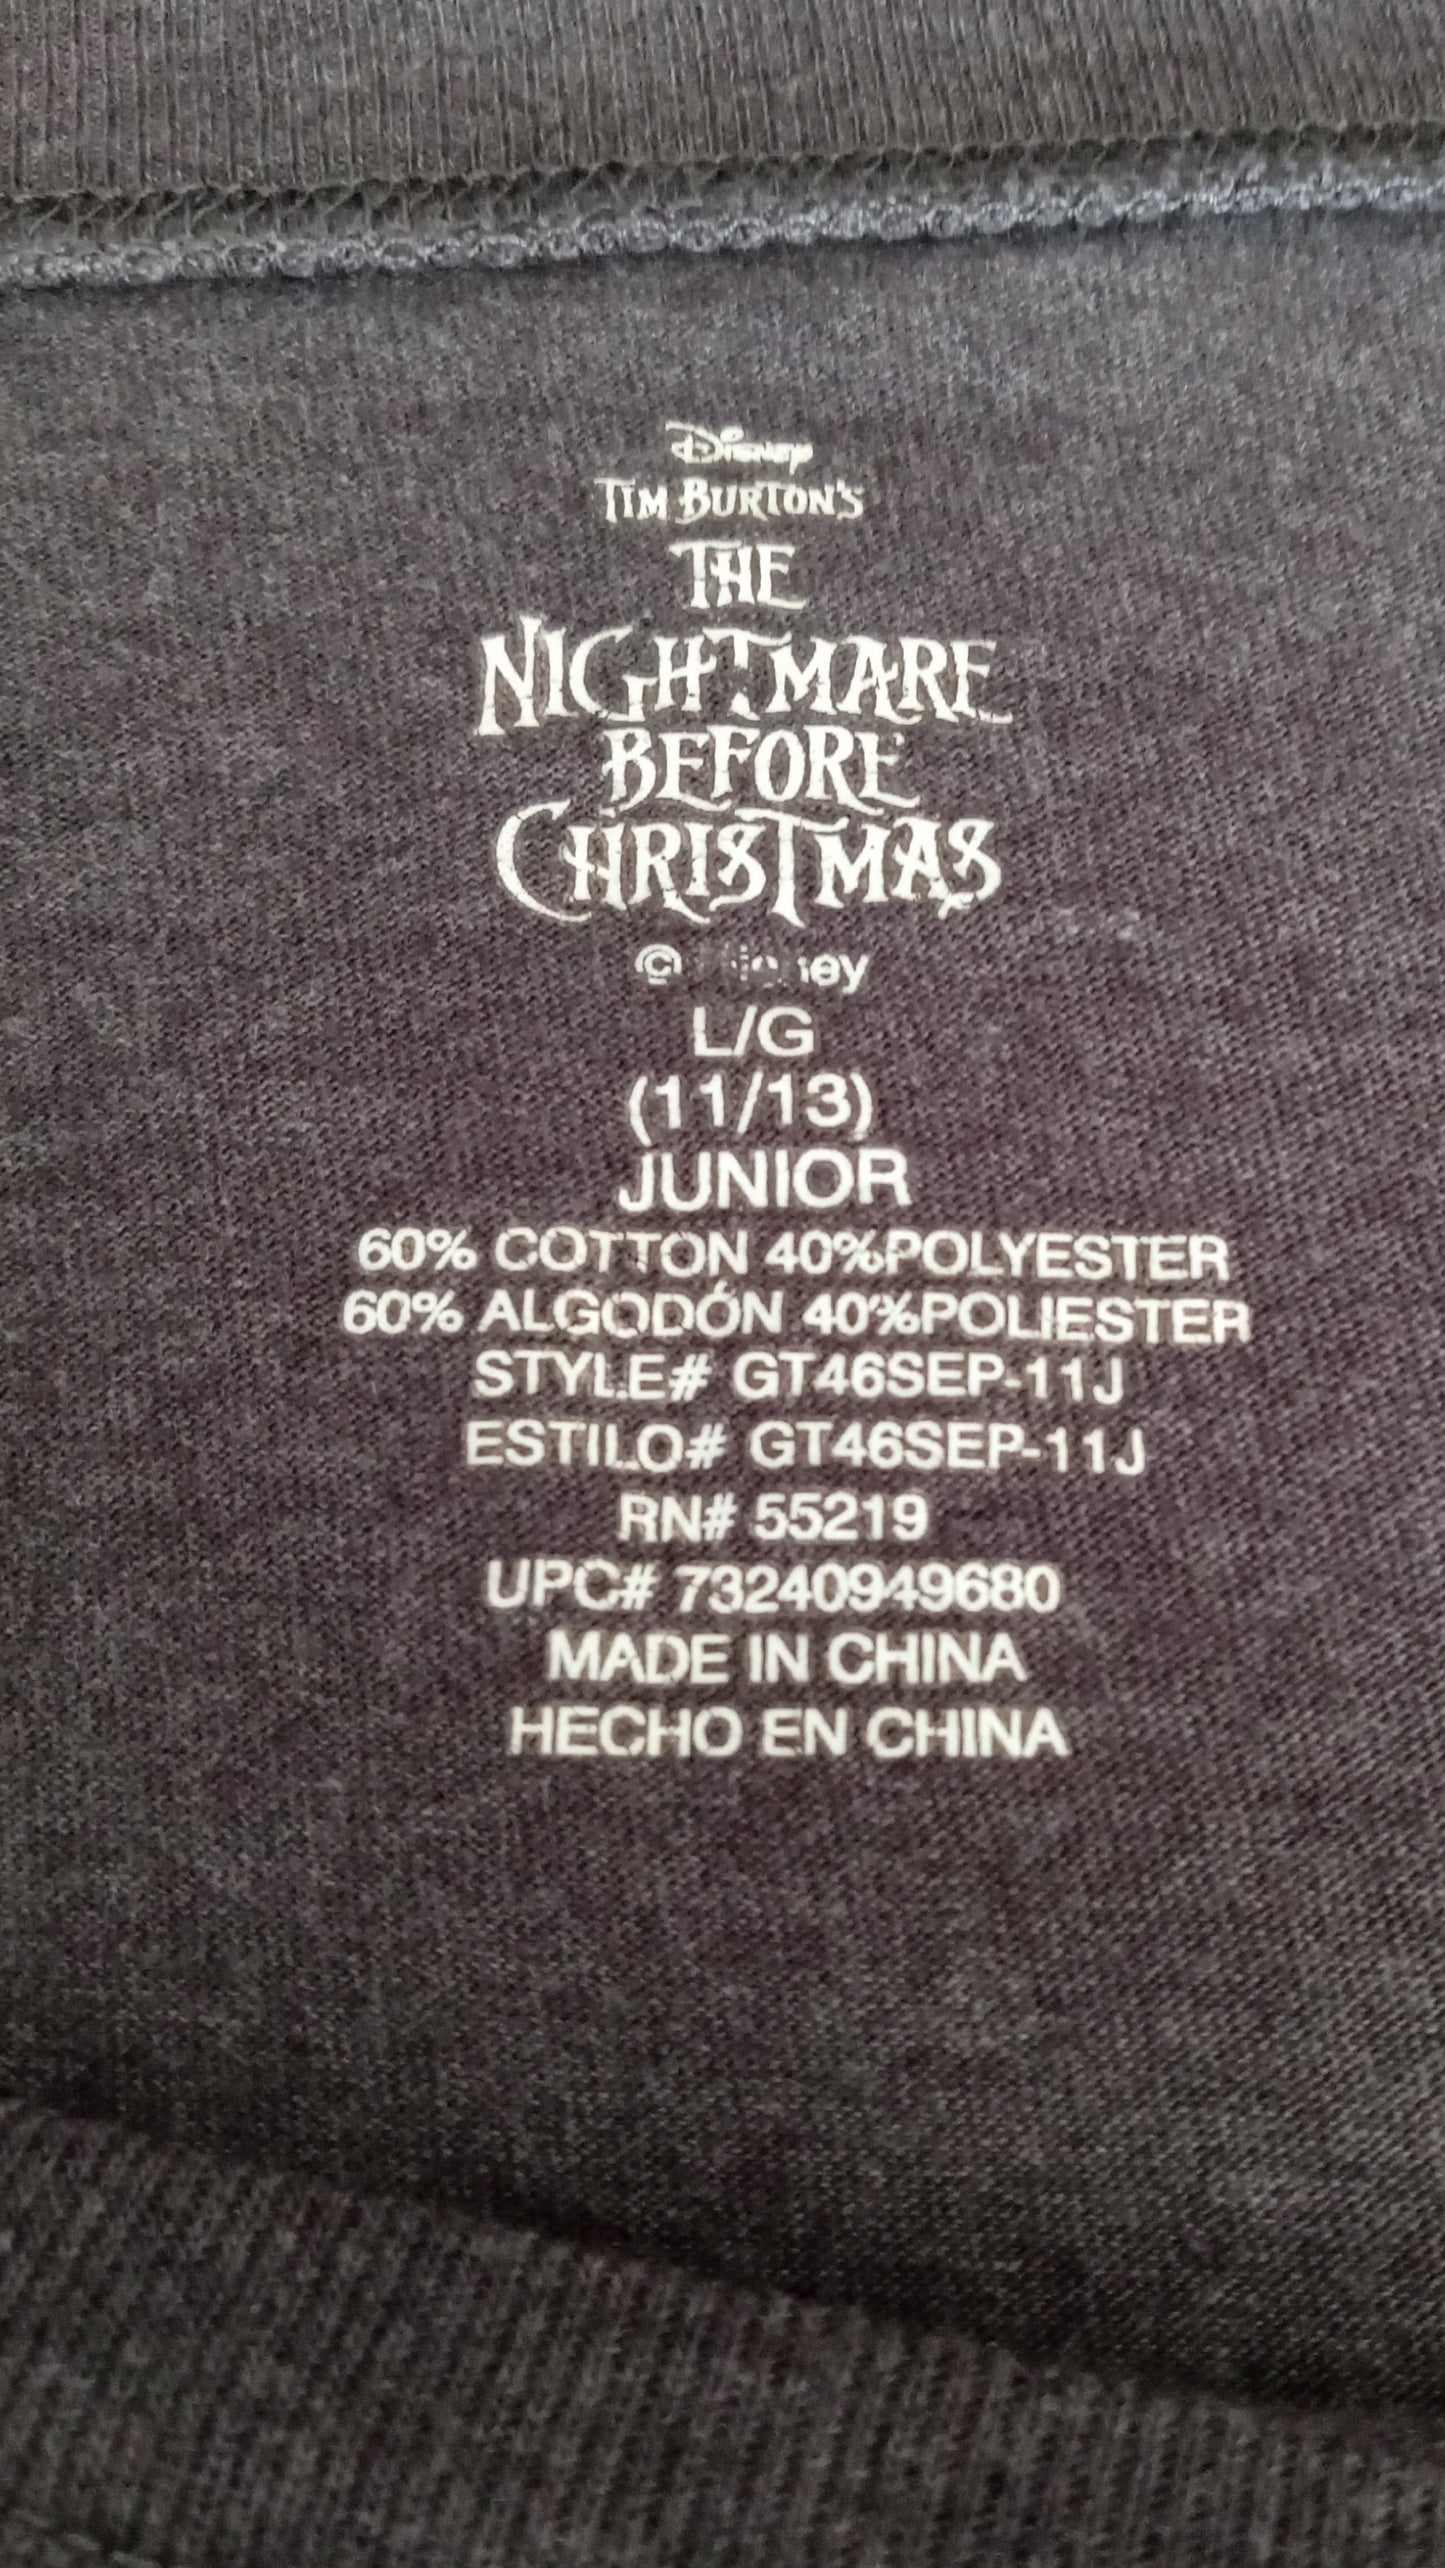 Disney
TIM BURTON'S
THE
NIGHTMARE
BEFORE
CHRISTMAS
© Disney
L/G
(11/13)
JUNIOR
60% COTTON 40%POLYESTER
60% ALGODÓN 40%POLIESTER
STYLE# GT46SEP-11J
ESTILO# GT46SEP-11J
RN# 55219
UPC# 73240949680
MADE IN CHINA
HECHO EN CHINA